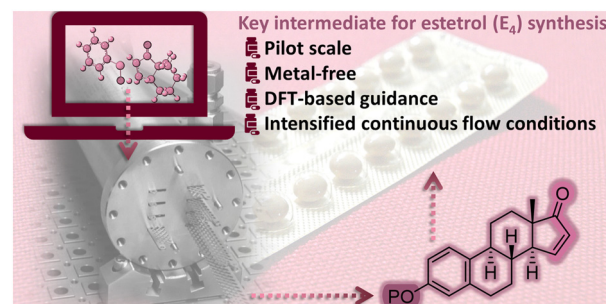 Key intermediate for estetrol (E₄) synthesis
Pilot scale
Metal-free
DFT-based guidance
Intensified continuous flow conditions
O
H
H
H
PO